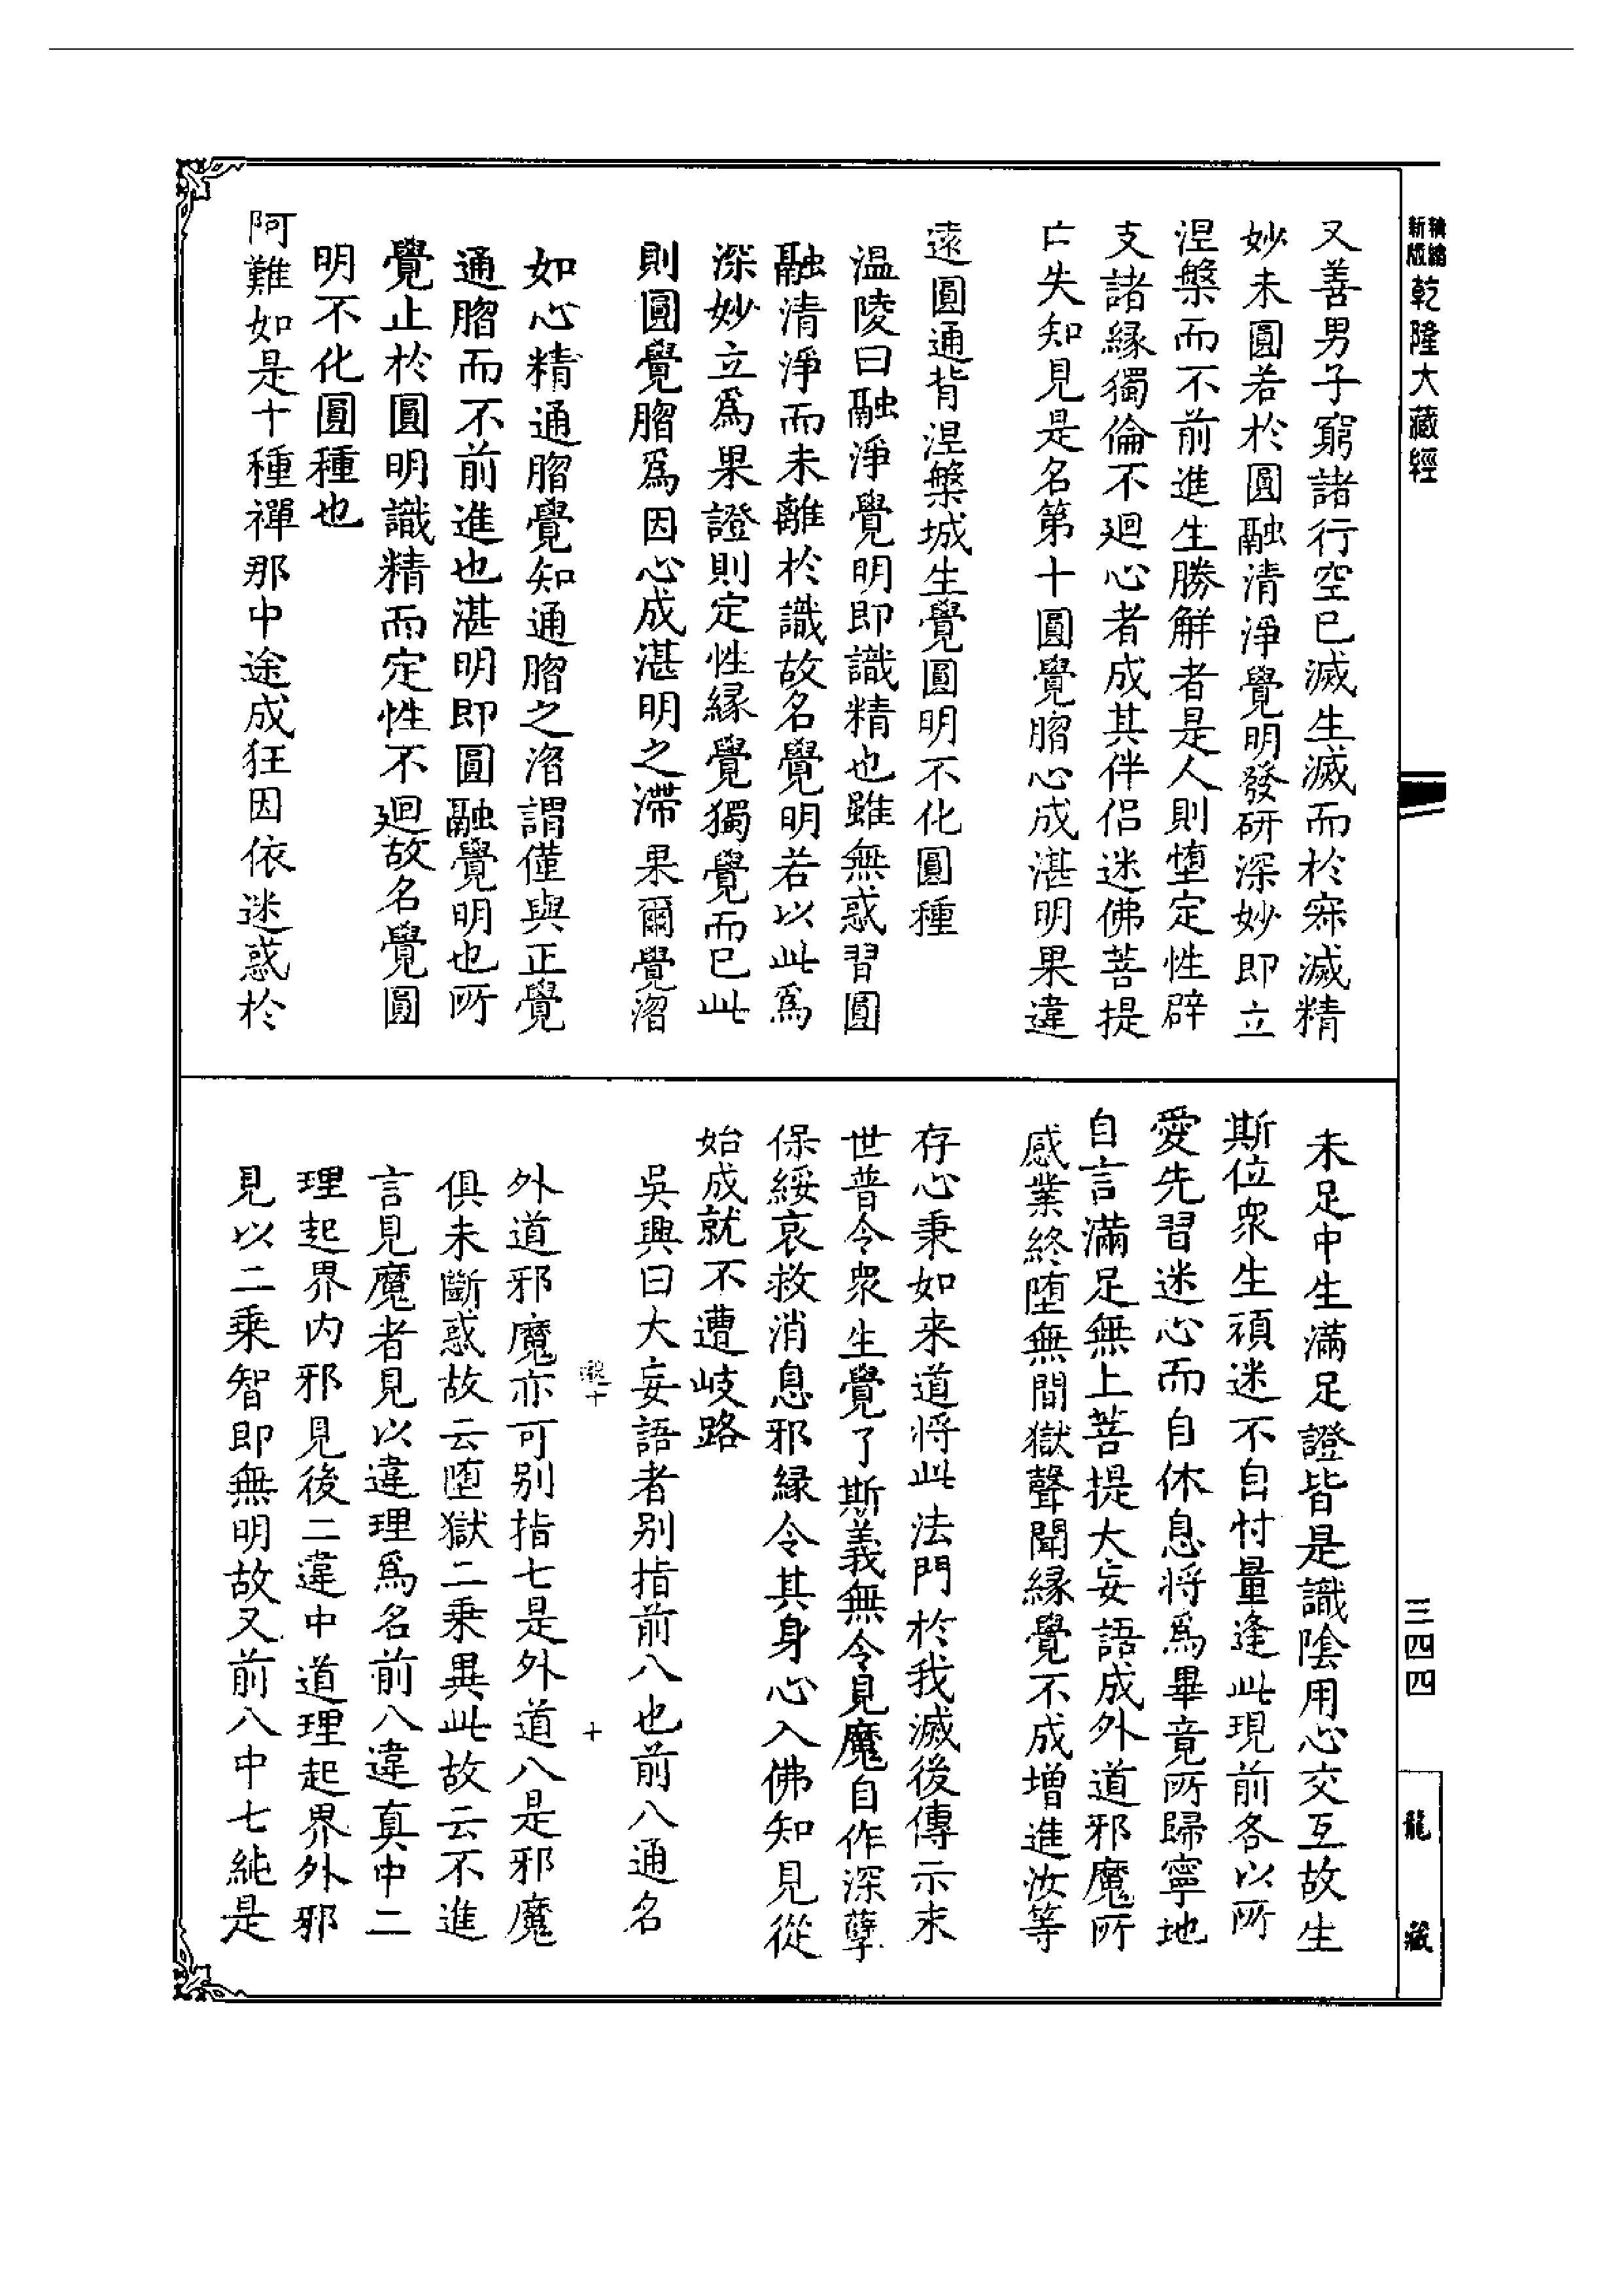 精編新版乾隆大藏經
又善男子窮諸行空已滅生滅而於寂滅精
妙未圓若於圓融清淨覺明發研深妙即立
涅槃而不前進生勝解者是人則墮定性辟
支諸緣獨倫不迴心者成其伴侶迷佛菩提
亡失知見是名第十圓覺㳷心成湛明果違
遠圓通背涅槃城生覺圓明不化圓種
溫陵曰融淨覺明即識精也雖無惑習圓
融清淨而未離於識故名覺明若以此為
深妙立為果證則定性緣覺獨覺而已此
則圓覺㳷為因心成湛明之滯果爾覺㳷
如心精通㳷覺知通㳷之㳷謂僅與正覺
通㳷而不前進也湛明即圓融覺明也所
覺止於圓明識精而定性不迴故名覺圓
明不化圓種也
阿難如是十種禪那中途成狂因依迷惑於
未足中生滿足證皆是識陰用心交互故生
斯位眾生頑迷不自忖量逢此現前各以所
愛先習迷心而自休息將為畢竟所歸寧地
自言滿足無上菩提大妄語成外道邪魔所
感業終墮無間獄聲聞緣覺不成增進汝等
存心秉如來道將此法門於我滅後傳示末
世普令眾生覺了斯義無令見魔自作深孽
保綏哀救消息邪緣令其身心入佛知見從
始成就不遭岐路
吳興曰大妄語者別指前八也前八通名
十
外道邪魔亦可別指七是外道八是邪魔
俱未斷惑故云墮獄二乘異此故云不進
言見魔者見以違理為名前八違真中二
理起界內邪見後二違中道理起界外邪
見以二乘智即無明故又前八中七純是
三四四
龍藏